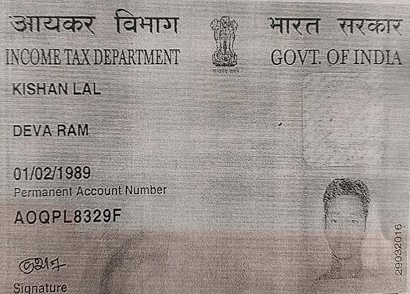 आयकर विभाग
भारत सरकार
INCOME TAX DEPARTMENT
GOVT. OF INDIA
KISHAN LAL
DEVA RAM
01/02/1989
Permanent Account Number
AOQPL8329F
Signature
29032016